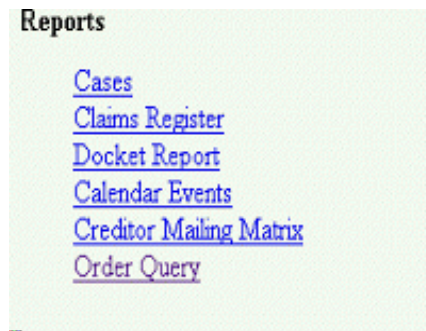 Reports
Cases
Claims Register
Docket Report
Calendar Events
Creditor Mailing Matrix
Order Query